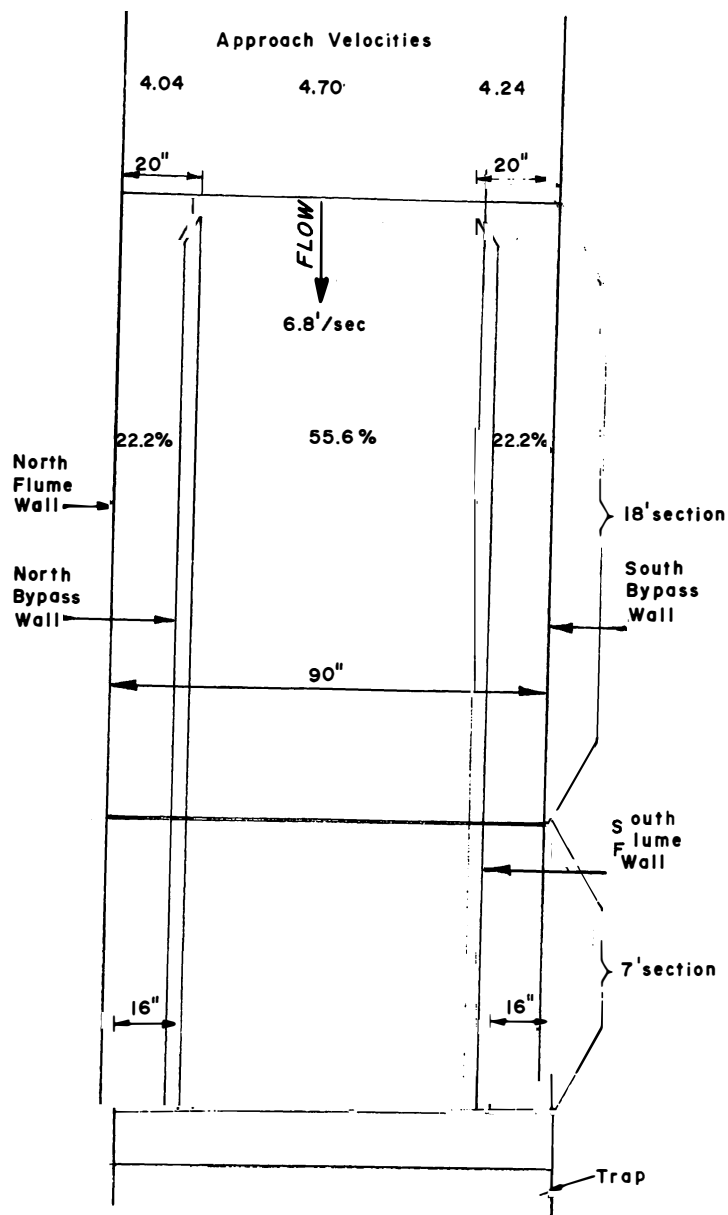 Approach Velocities
4.04 4.70 4.24
20" 20"
FLOW
6.8'/sec
22.2% 55.6% 22.2%
North
Flume
Wall
18' section
North
Bypass
Wall
South
Bypass
Wall
90"
South
Flume
Wall
7' section
16" 16"
Trap